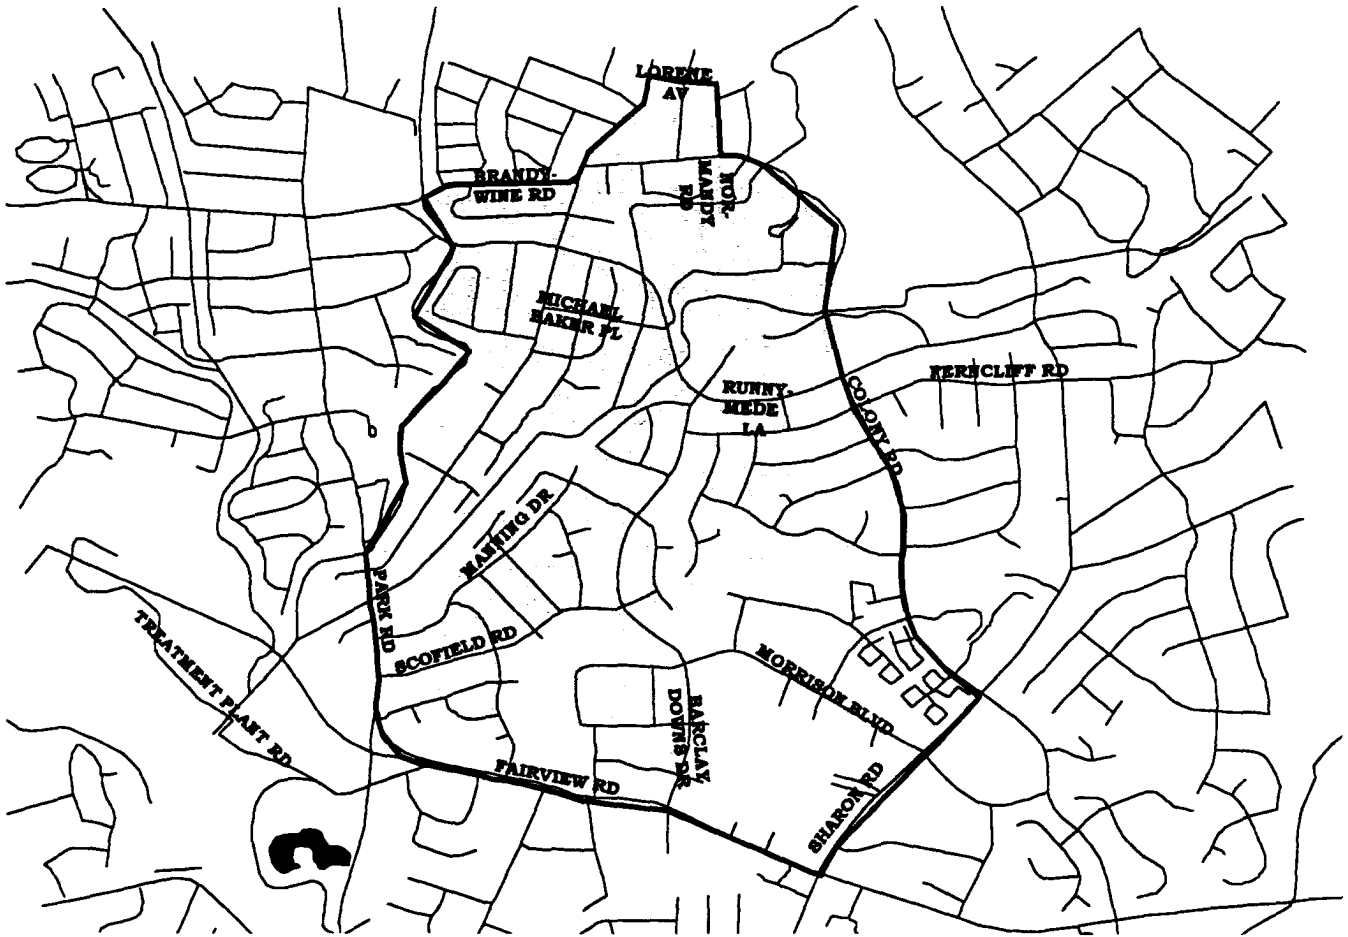 LORENE
AV
BRANDY-
WINE RD
NOR-
MANDY
RD
MICHAEL
BAKER PL
RUNNY-
MEDE
LA
FERNCLIFF RD
COLONY RD
MANNING DR
PARK RD
SCOFIELD RD
TREATMENT PLANT RD
MORRISON BLVD
BARCLAY
DOWNS DR
FAIRVIEW RD
SHARON RD